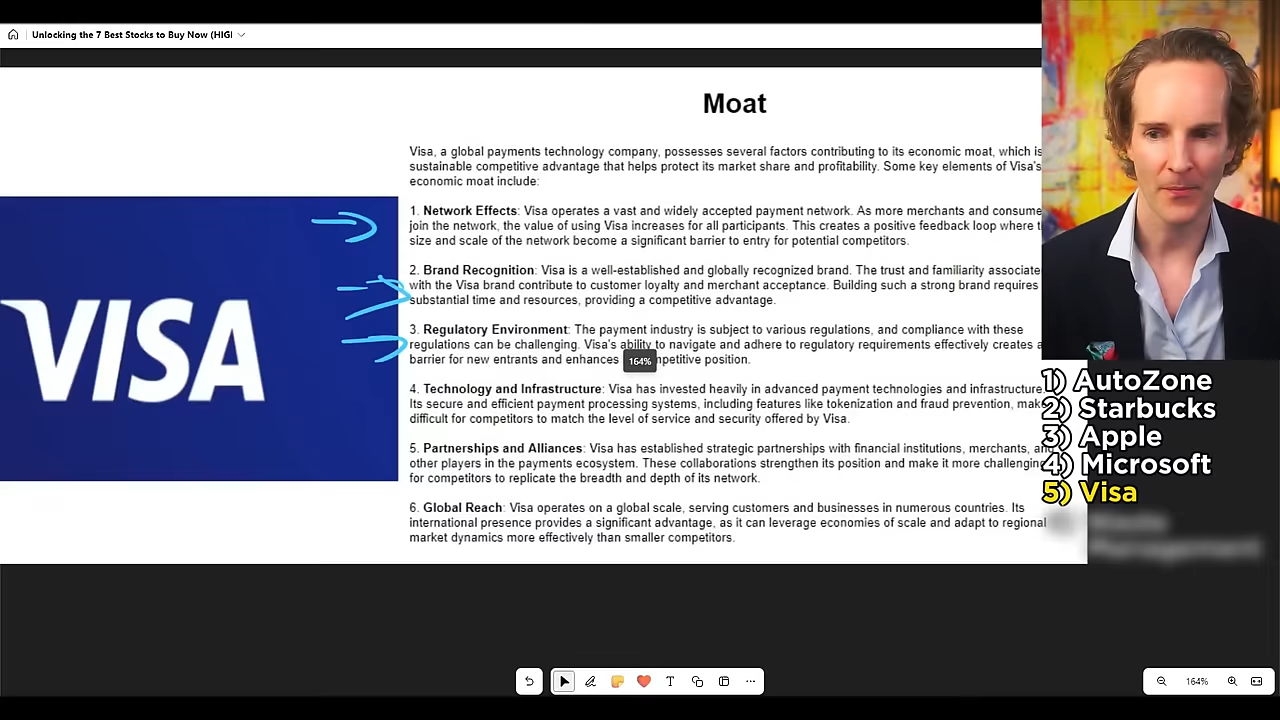 Unlocking the 7 Best Stocks to Buy Now (HIGI
Moat
Visa, a global payments technology company, possesses several factors contributing to its economic moat, which is
sustainable competitive advantage that helps protect its market share and profitability. Some key elements of Visa's
economic moat include:
1. Network Effects: Visa operates a vast and widely accepted payment network. As more merchants and consume
join the network, the value of using Visa increases for all participants. This creates a positive feedback loop where t
size and scale of the network become a significant barrier to entry for potential competitors.
2. Brand Recognition: Visa is a well-established and globally recognized brand. The trust and familiarity associate
with the Visa brand contribute to customer loyalty and merchant acceptance. Building such a strong brand requires
substantial time and resources, providing a competitive advantage.
3. Regulatory Environment: The payment industry is subject to various regulations, and compliance with these
regulations can be challenging. Visa's ability to navigate and adhere to regulatory requirements effectively creates a
barrier for new entrants and enhances mpetitive position.
164%
4. Technology and Infrastructure: Visa has invested heavily in advanced payment technologies and infrastructure
Its secure and efficient payment processing systems, including features like tokenization and fraud prevention, mak
difficult for competitors to match the level of service and security offered by Visa.
5. Partnerships and Alliances: Visa has established strategic partnerships with financial institutions, merchants, and
other players in the payments ecosystem. These collaborations strengthen its position and make it more challenging
for competitors to replicate the breadth and depth of its network.
6. Global Reach: Visa operates on a global scale, serving customers and businesses in numerous countries. Its
international presence provides a significant advantage, as it can leverage economies of scale and adapt to regional
market dynamics more effectively than smaller competitors.
VISA
1) AutoZone
2) Starbucks
3) Apple
4) Microsoft
5) Visa
Waste
Management
T
164%